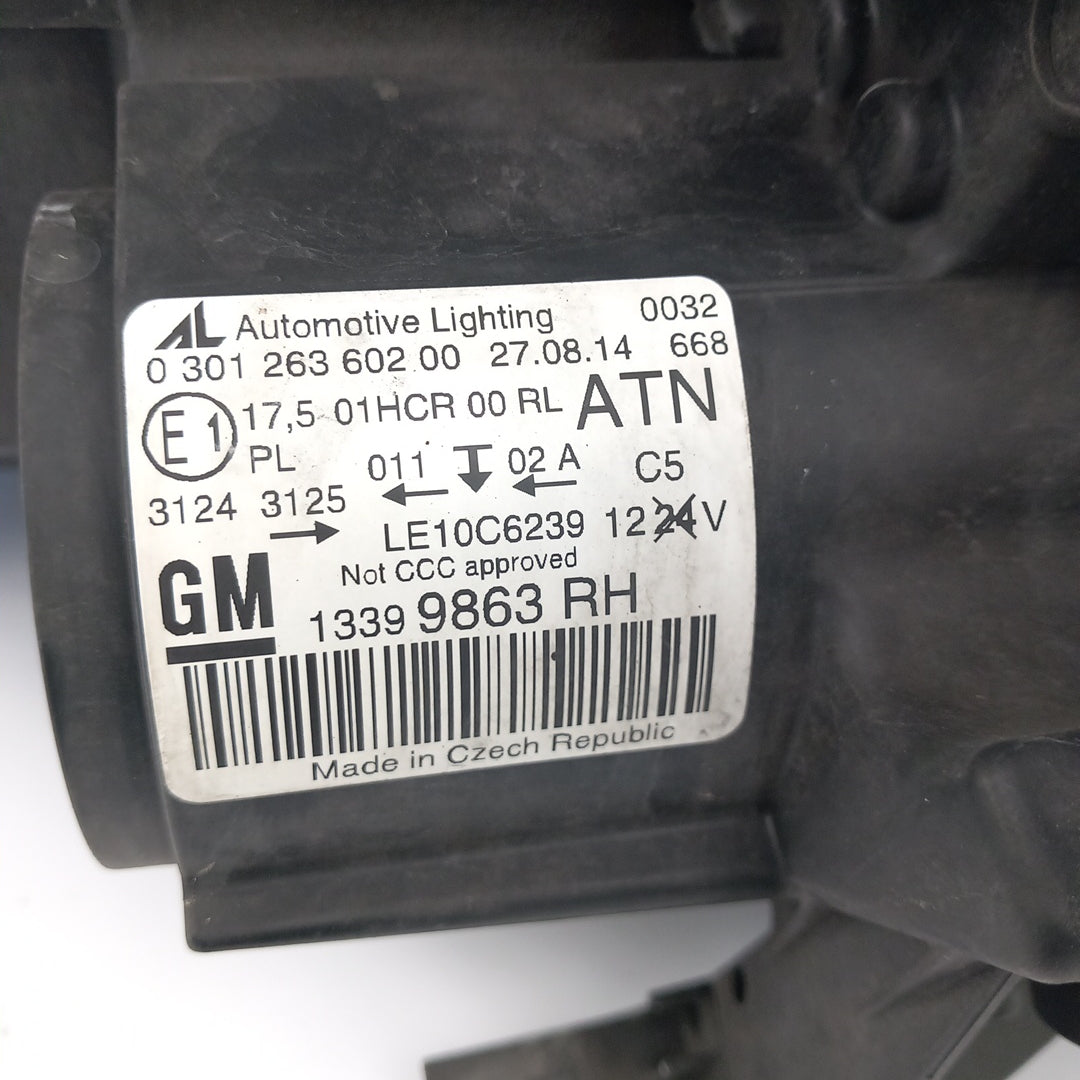 AL Automotive Lighting 0032
0 301 263 602 00 27.08.14 668
E1 17,5 01HCR 00 RL ATN
PL 011 ← 02 A ← C5
3124 3125 → LE10C6239 12 24 V
Not CCC approved
GM 1339 9863 RH
Made in Czech Republic